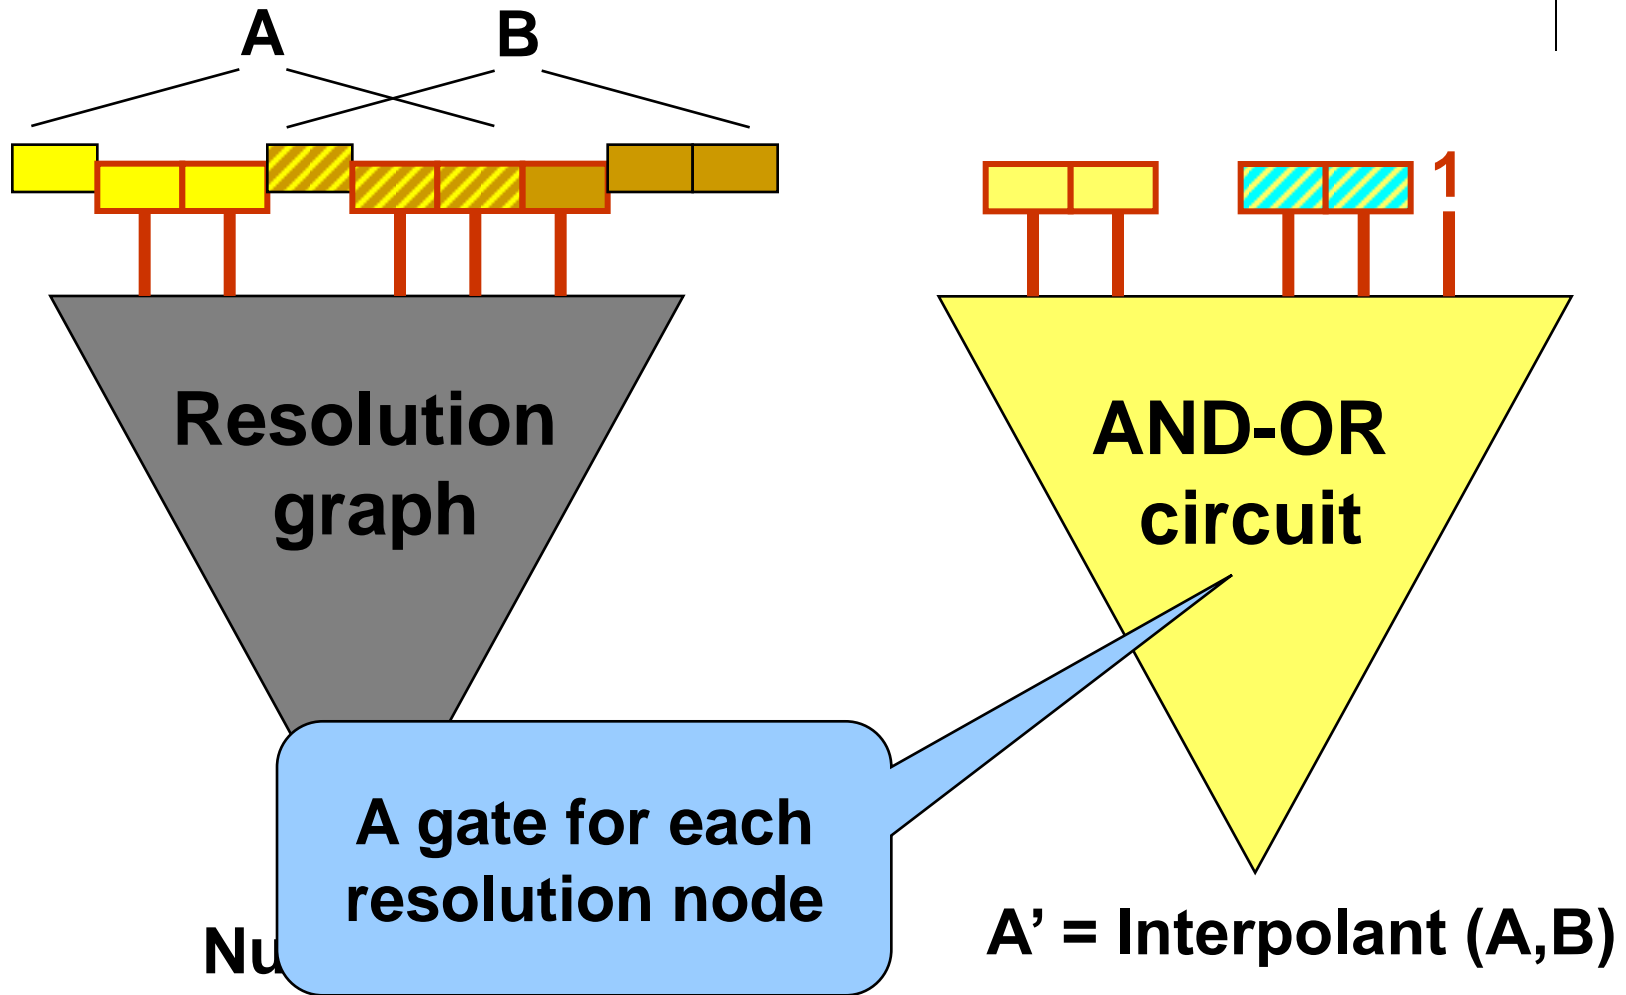 A
B
1
Resolution
graph
AND-OR
circuit
A gate for each
resolution node
A’ = Interpolant (A,B)